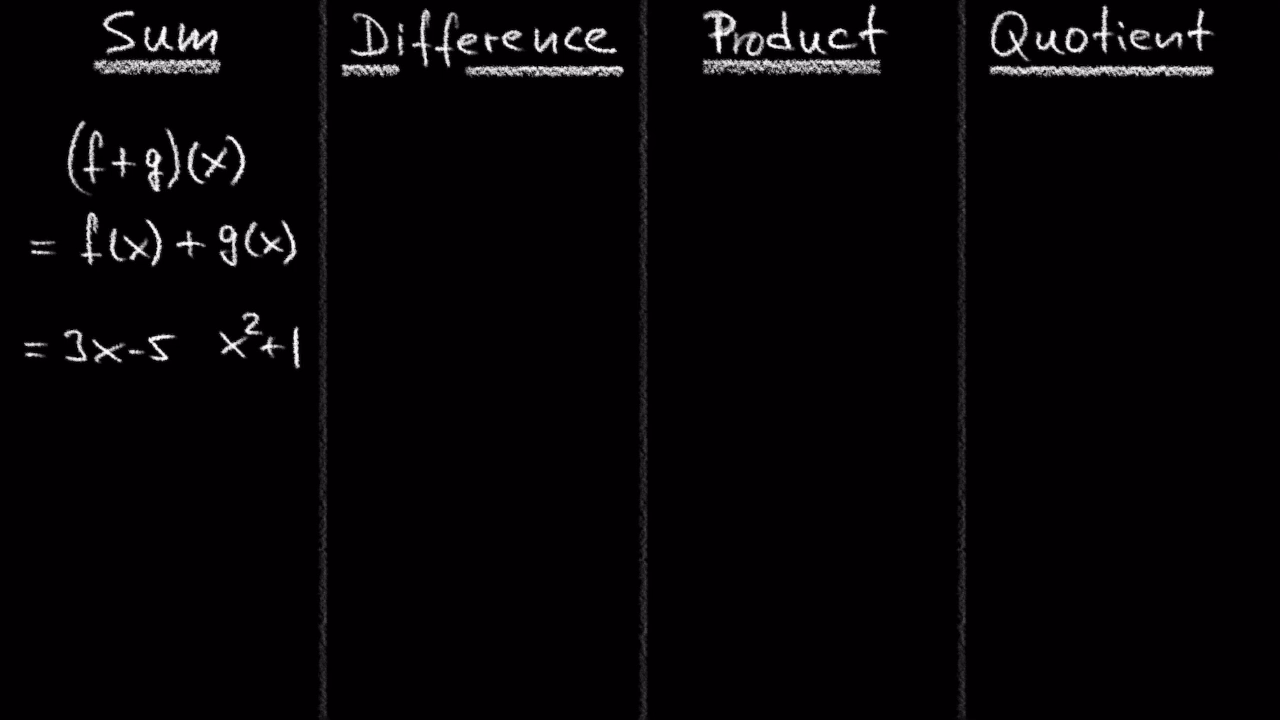 Sum
Difference
Product
Quotient
(f+g)(x)
= f(x) + g(x)
= 3x-5 x²+1